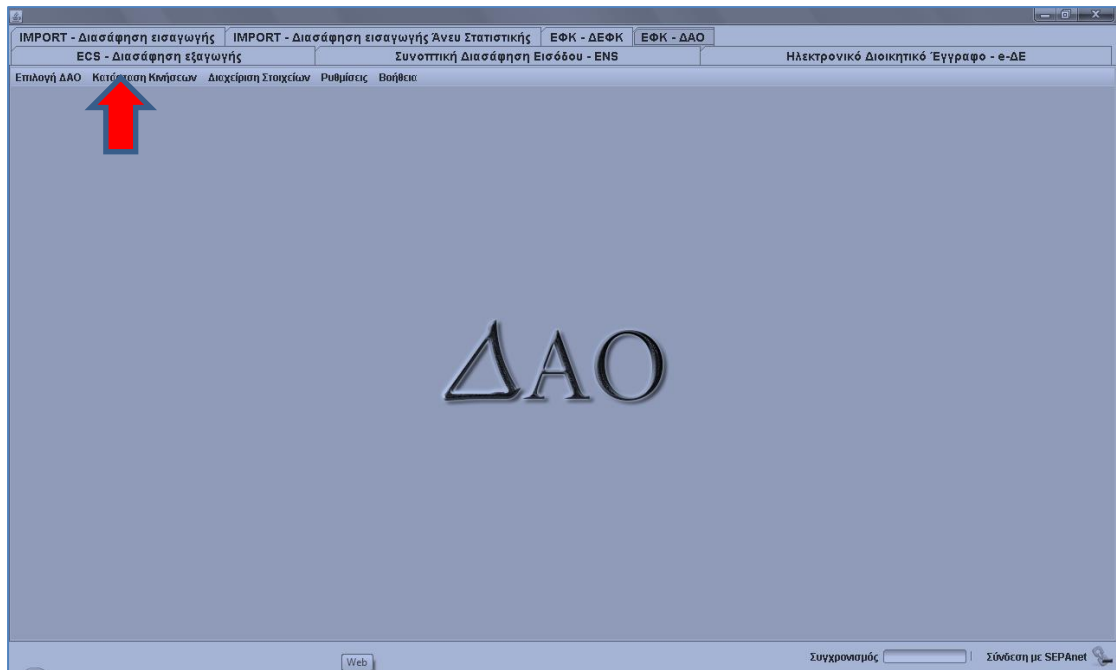 IMPORT - Διασάφηση εισαγωγής IMPORT - Διασάφηση εισαγωγής Άνευ Στατιστικής ΕΦΚ - ΔΕΦΚ ΕΦΚ - ΔΑΟ
ECS - Διασάφηση εξαγωγής Συνοπτική Διασάφηση Εισόδου - ENS Ηλεκτρονικό Διοικητικό Έγγραφο - e-ΔΕ
Επιλογή ΔΑΟ Κατάσταση Κινήσεων Διαχείριση Στοιχείων Ρυθμίσεις Βοήθεια
ΔΑΟ
Web Συγχρονισμός Σύνδεση με SEPAnet